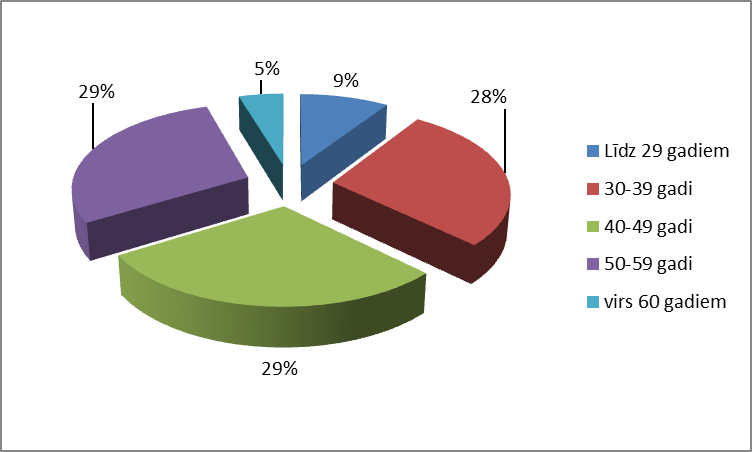 5%
9%
29%
28%
29%
Līdz 29 gadiem
30-39 gadi
40-49 gadi
50-59 gadi
virs 60 gadiem